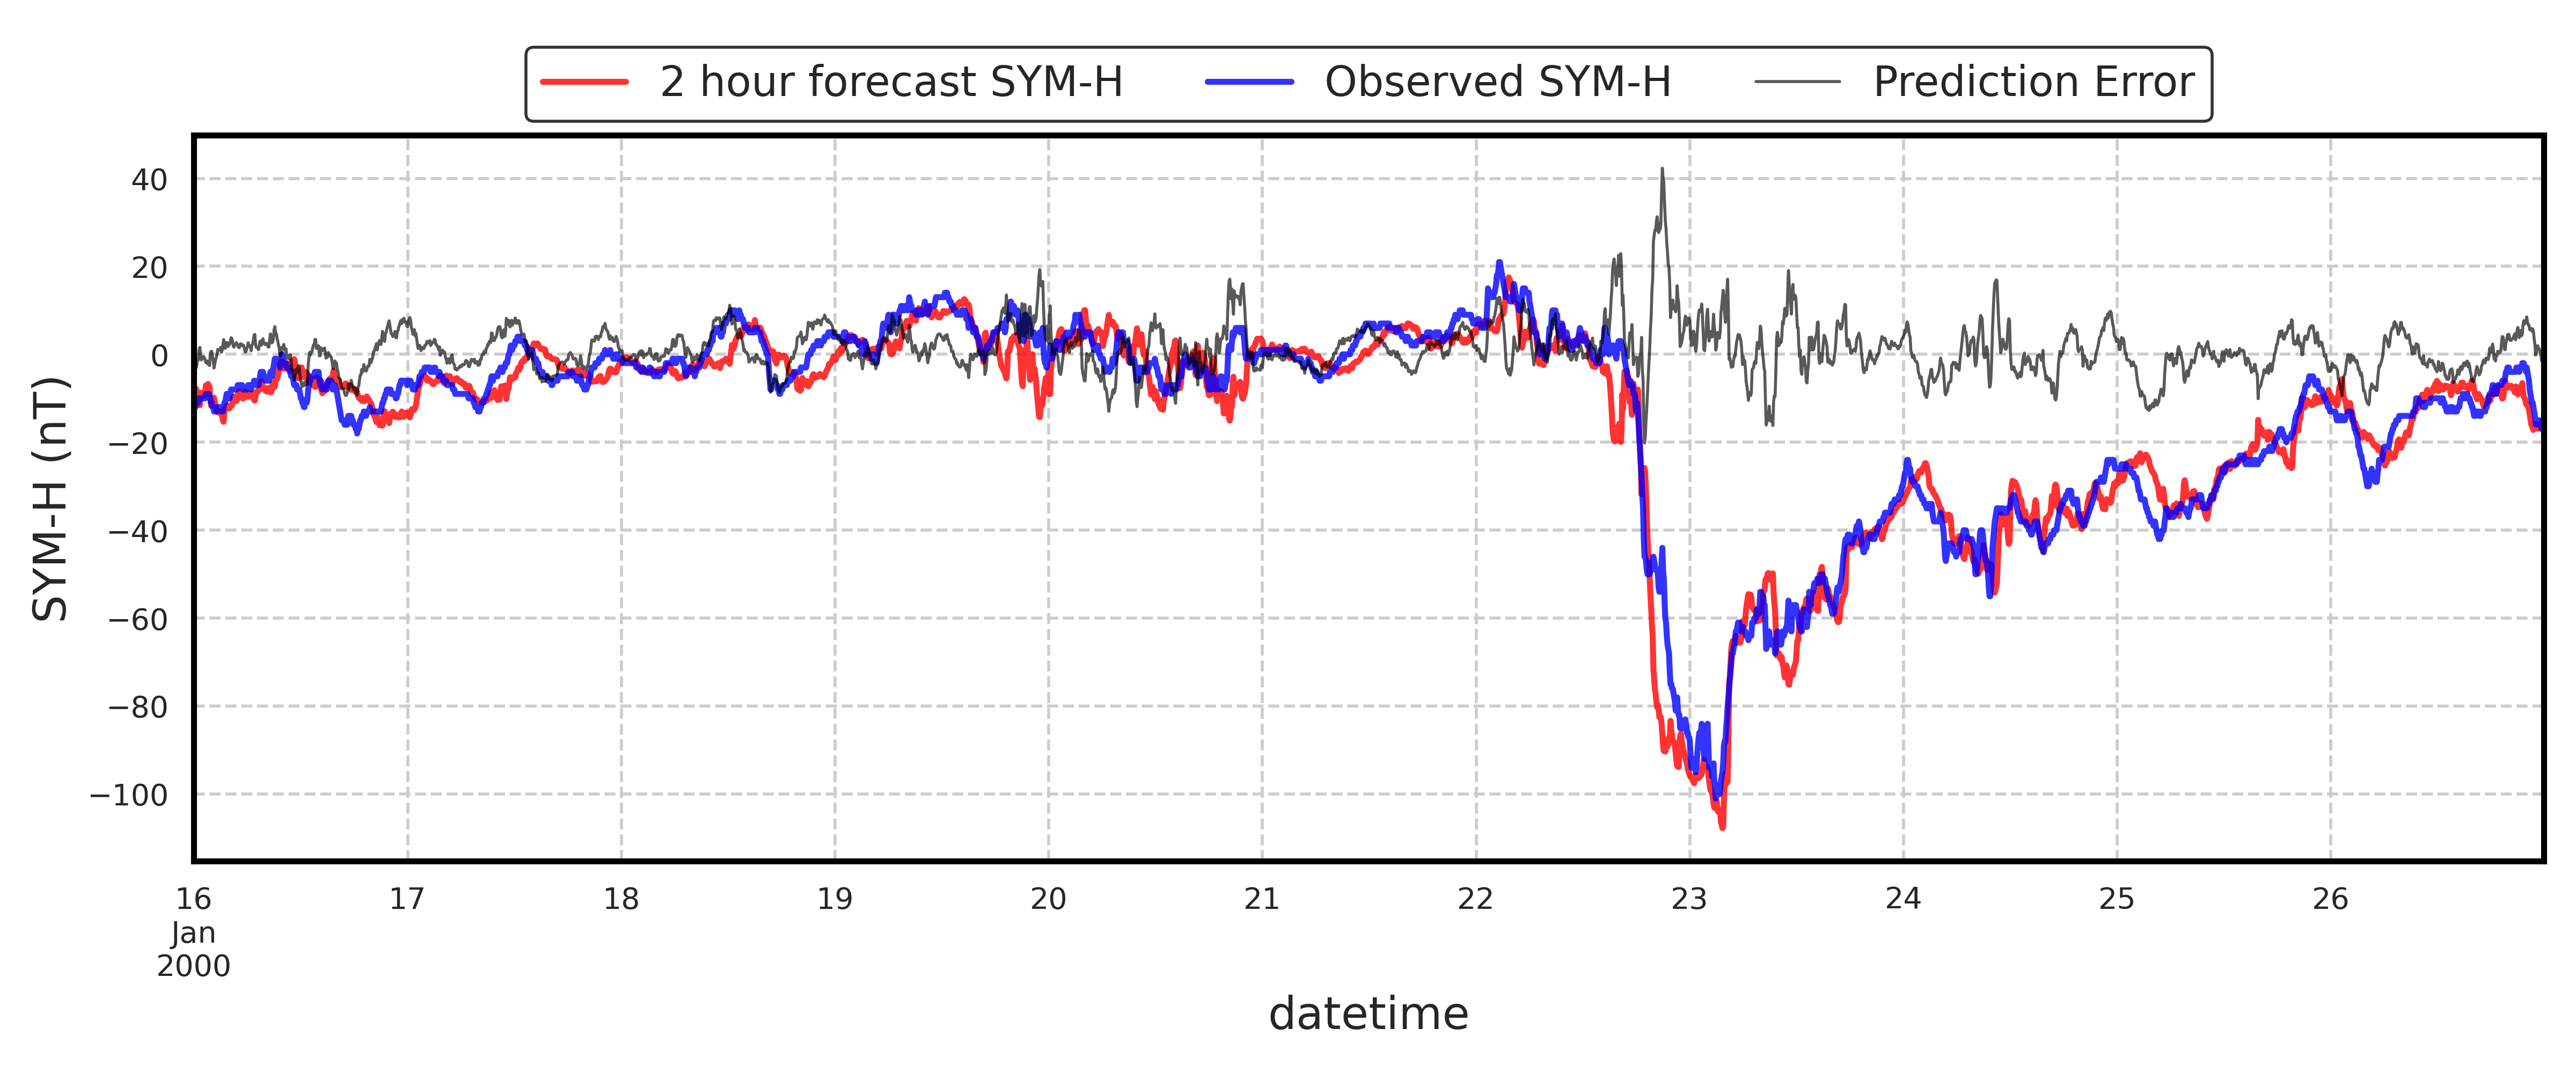 2 hour forecast SYM-H Observed SYM-H Prediction Error
SYM-H (nT)
40
20
0
−20
−40
−60
−80
−100
16 17 18 19 20 21 22 23 24 25 26
Jan
2000
datetime